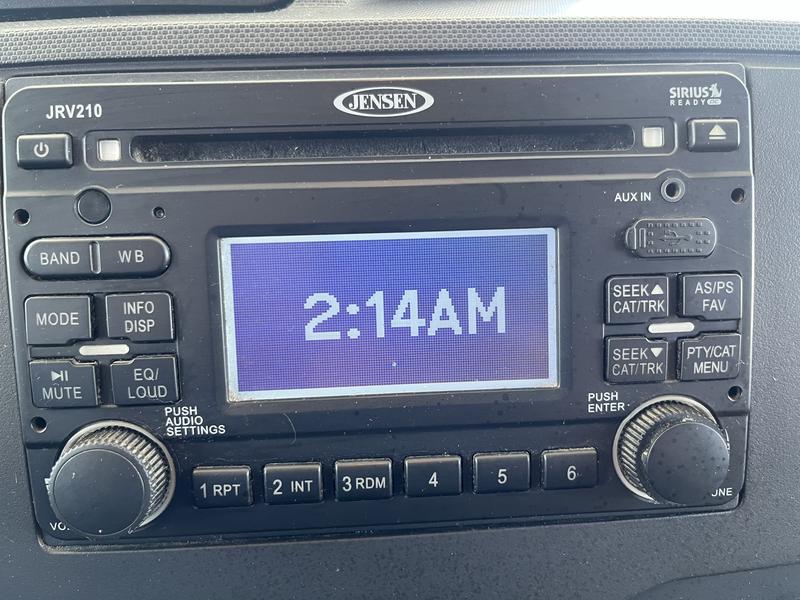 JENSEN
JRV210
SIRIUS
READY
AUX IN
BAND
WB
MODE
INFO
DISP
2:14AM
SEEK▲
CAT/TRK
AS/PS
FAV
▶II
MUTE
EQ/
LOUD
SEEK▼
CAT/TRK
PTY/CAT
MENU
PUSH
AUDIO
SETTINGS
PUSH
ENTER
1 RPT
2 INT
3 RDM
4
5
6